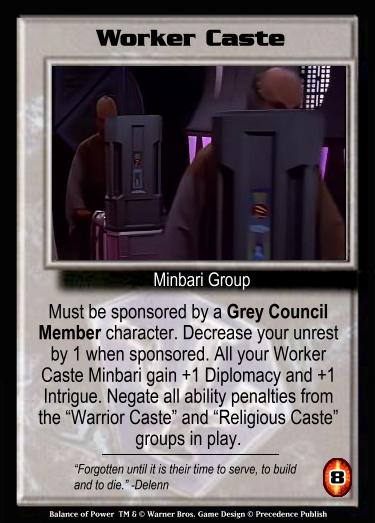 Worker Caste
Minbari Group
Must be sponsored by a Grey Council
Member character. Decrease your unrest
by 1 when sponsored. All your Worker
Caste Minbari gain +1 Diplomacy and +1
Intrigue. Negate all ability penalties from
the “Warrior Caste” and “Religious Caste”
groups in play.
“Forgotten until it is their time to serve, to build
and to die.” -Delenn
8
Balance of Power TM & © Warner Bros. Game Design © Precedence Publish